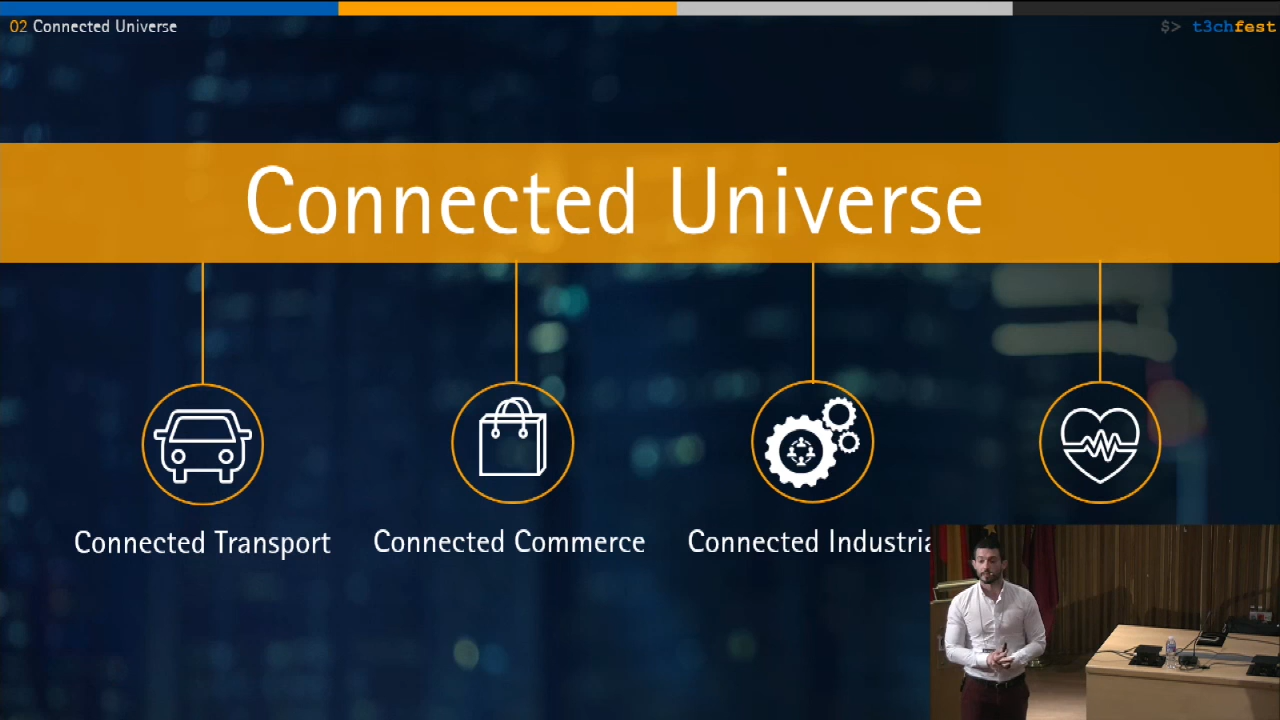 02 Connected Universe
$> t3chfest
Connected Universe
Connected Transport
Connected Commerce
Connected Industria